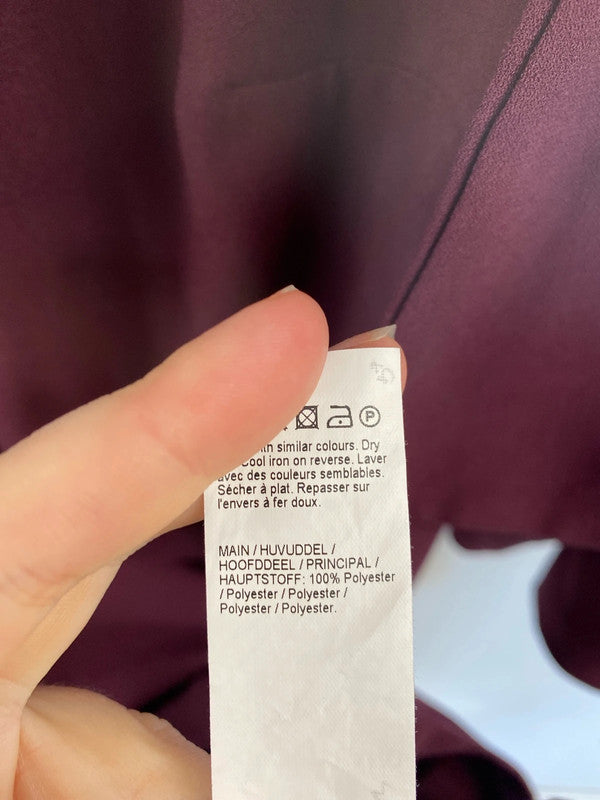 P
similar colours. Dry
Cool iron on reverse. Laver
avec des couleurs semblables.
Sécher à plat. Repasser sur
l'envers à fer doux.
MAIN / HUVUDDEL /
HOOFDDEEL / PRINCIPAL /
HAUPTSTOFF: 100% Polyester
/ Polyester / Polyester /
Polyester / Polyester.